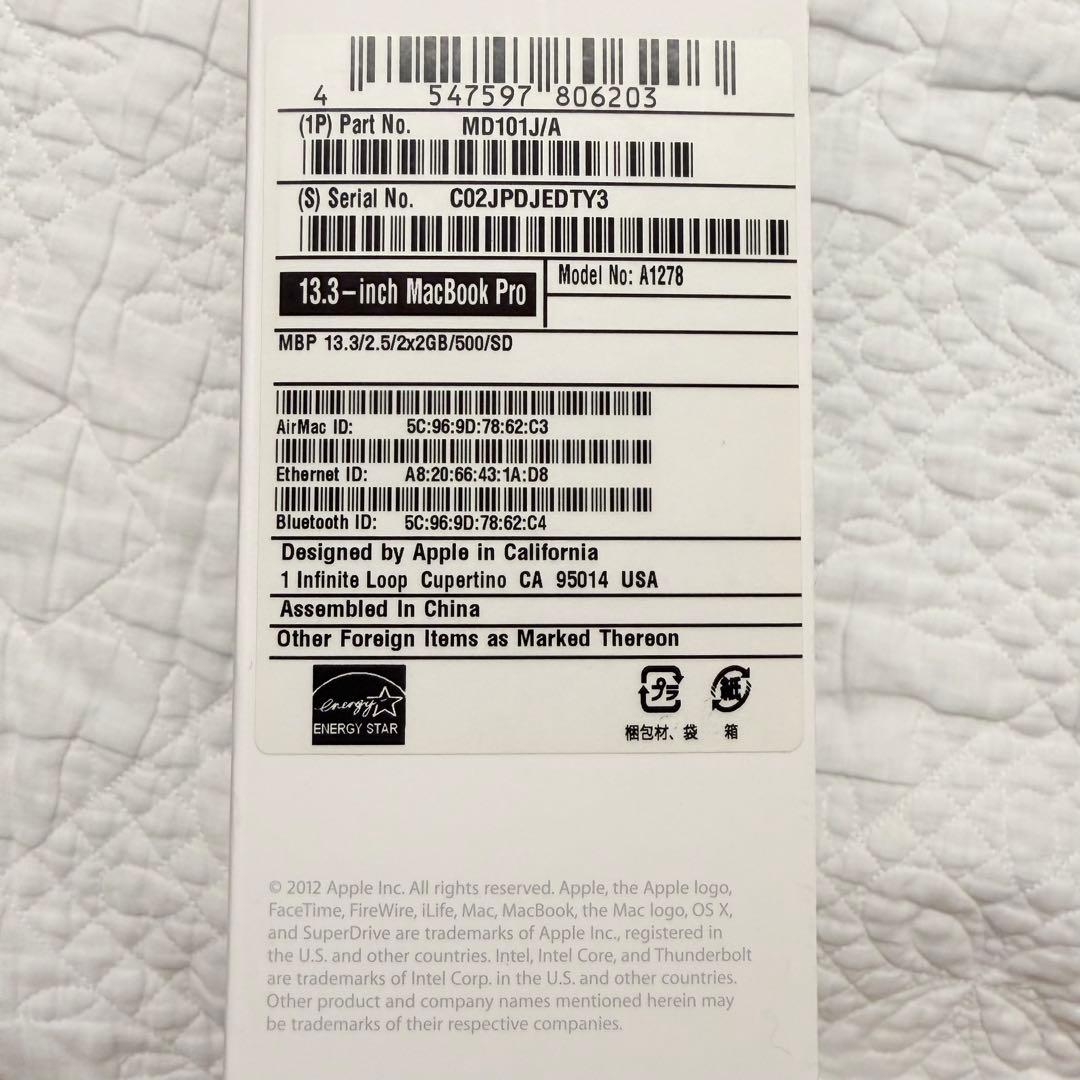 4 547597 806203
(1P) Part No. MD101J/A
(S) Serial No. C02JPDJEDTY3
13.3-inch MacBook Pro
Model No: A1278
MBP 13.3/2.5/2x2GB/500/SD
AirMac ID: 5C:96:9D:78:62:C3
Ethernet ID: A8:20:66:43:1A:D8
Bluetooth ID: 5C:96:9D:78:62:C4
Designed by Apple in California
1 Infinite Loop Cupertino CA 95014 USA
Assembled In China
Other Foreign Items as Marked Thereon
energy
ENERGY STAR
プラ 紙
梱包材、袋 箱
© 2012 Apple Inc. All rights reserved. Apple, the Apple logo,
FaceTime, FireWire, iLife, Mac, MacBook, the Mac logo, OS X,
and SuperDrive are trademarks of Apple Inc., registered in
the U.S. and other countries. Intel, Intel Core, and Thunderbolt
are trademarks of Intel Corp. in the U.S. and other countries.
Other product and company names mentioned herein may
be trademarks of their respective companies.